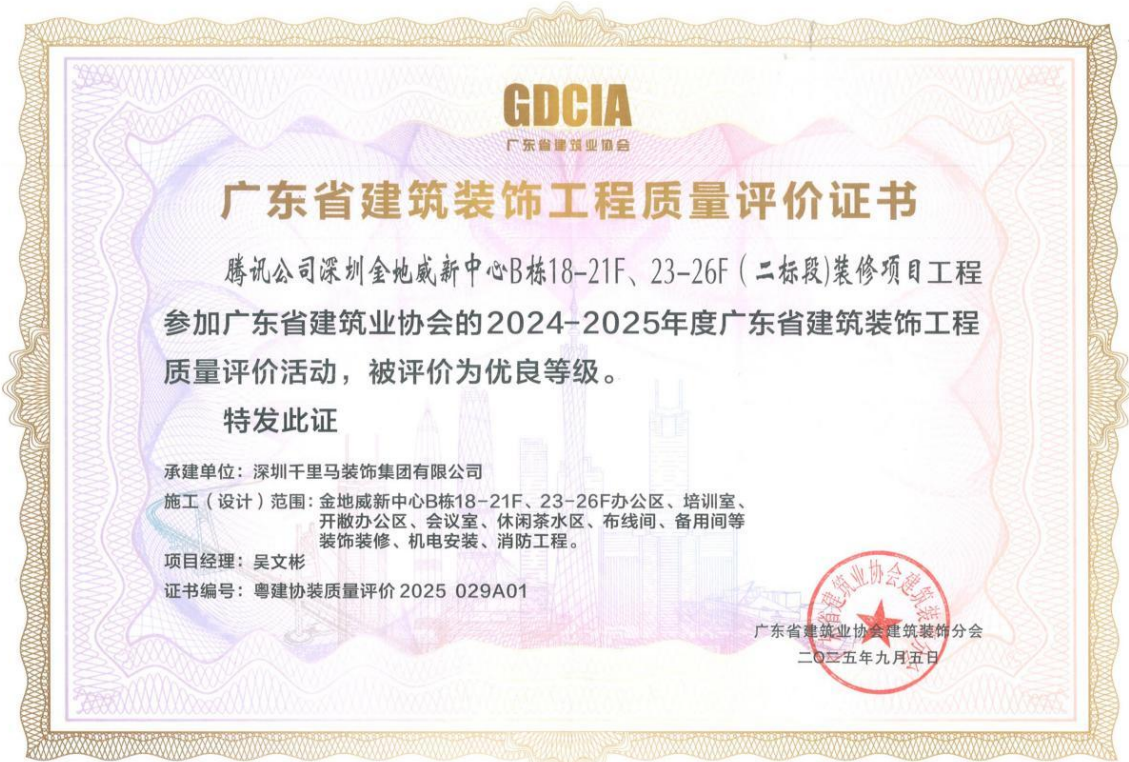 GDCIA
广东省建筑业协会
广东省建筑装饰工程质量评价证书
腾讯公司深圳金地威新中心B栋18-21F、23-26F(二标段)装修项目工程
参加广东省建筑业协会的2024-2025年度广东省建筑装饰工程
质量评价活动，被评价为优良等级。
特发此证
承建单位：深圳千里马装饰集团有限公司
施工（设计）范围：金地威新中心B栋18-21F、23-26F办公区、培训室、
开敞办公区、会议室、休闲茶水区、布线间、备用间等
装饰装修、机电安装、消防工程。
项目经理：吴文彬
证书编号：粤建协装质量评价 2025 029A01
广东省建筑业协会建筑装饰分会
二〇二五年九月五日